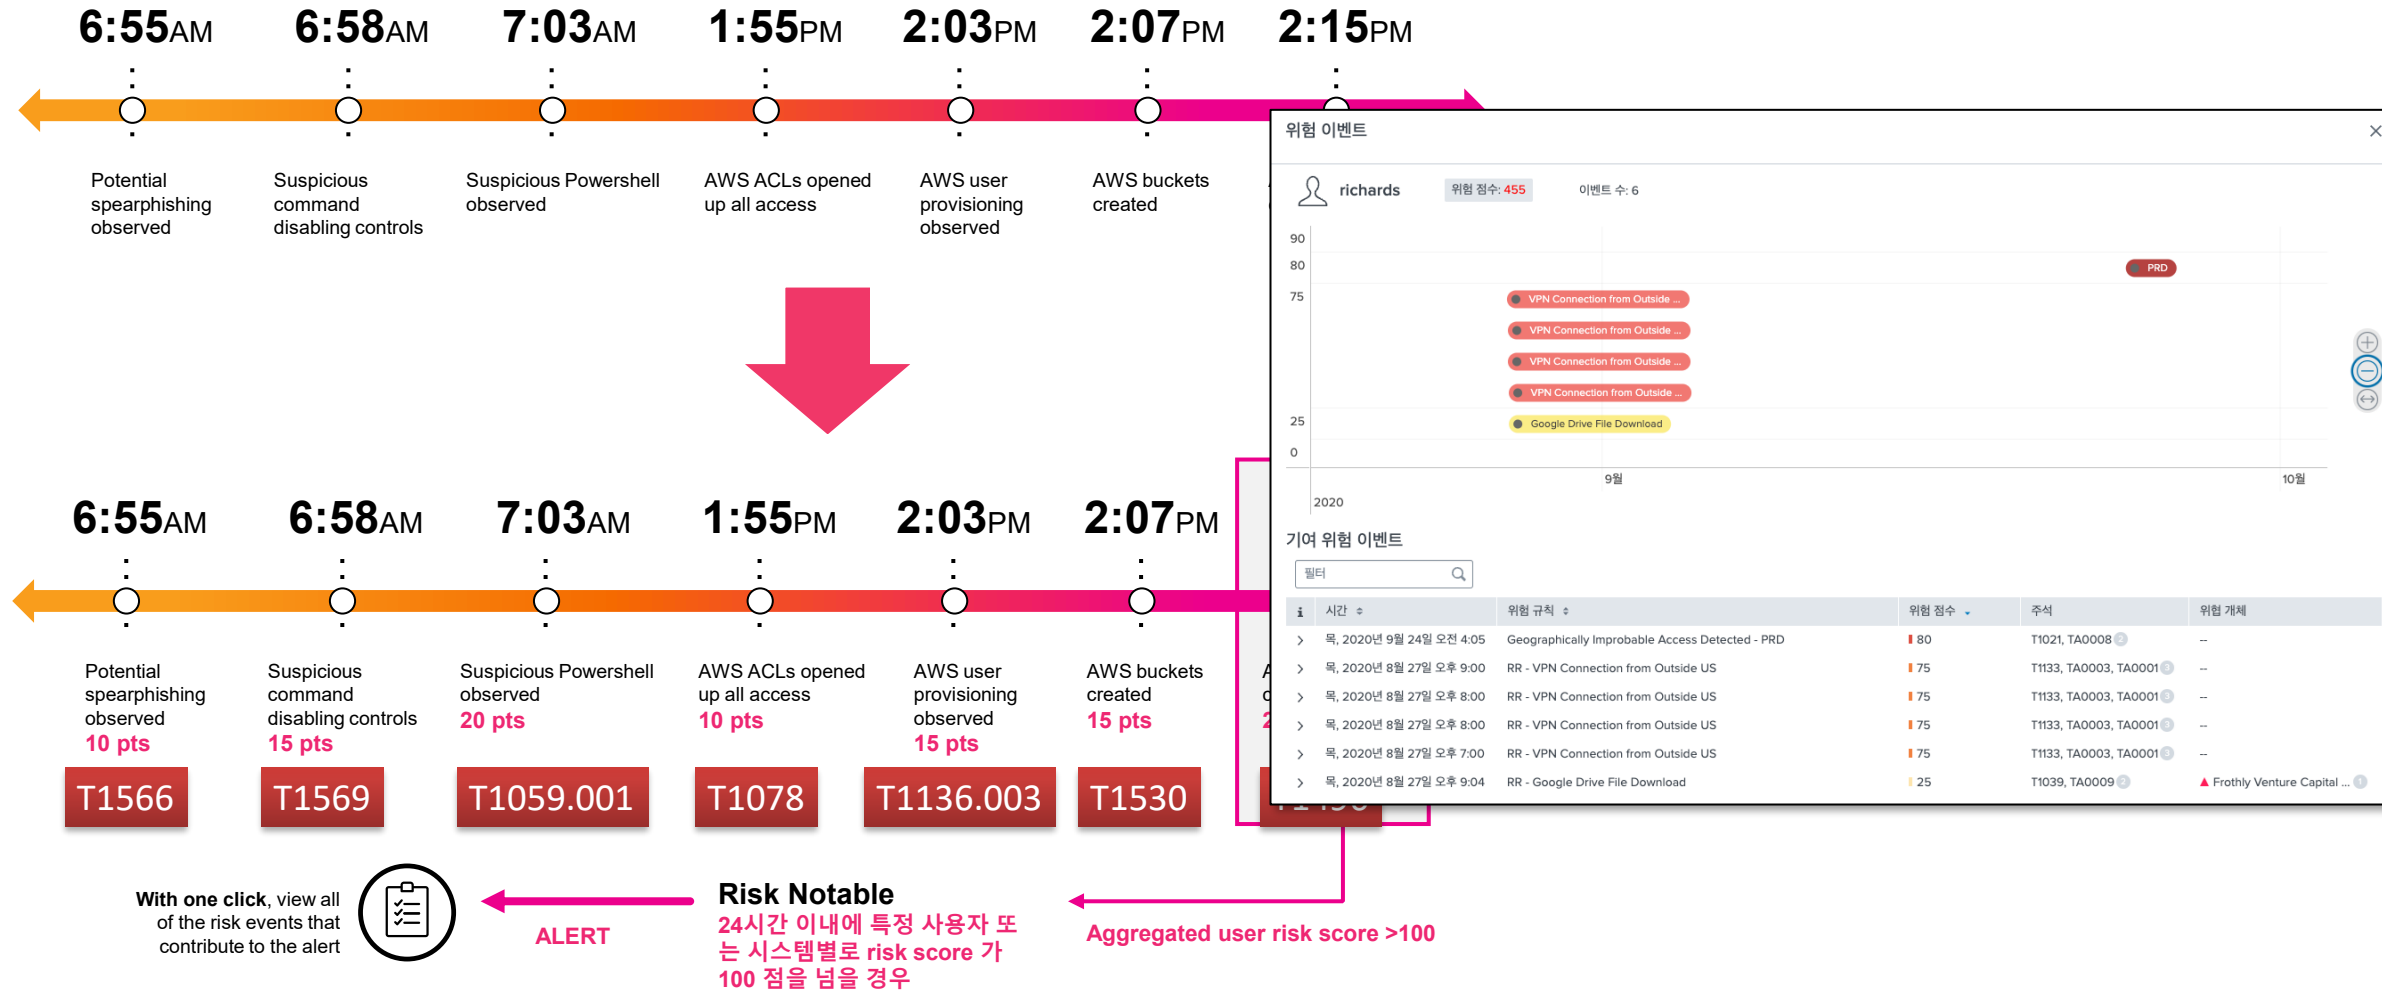 6:55AM
6:58AM
7:03AM
1:55PM
2:03PM
2:07PM
2:15PM
Potential
spearphishing
observed
Suspicious
command
disabling controls
Suspicious Powershell
observed
AWS ACLs opened
up all access
AWS user
provisioning
observed
AWS buckets
created
위험 이벤트
richards
위험 점수: 455
이벤트 수: 6
90
80
75
25
0
PRD
VPN Connection from Outside ...
VPN Connection from Outside ...
VPN Connection from Outside ...
VPN Connection from Outside ...
Google Drive File Download
9월
10월
2020
기여 위험 이벤트
필터
i 시간 위험 규칙 위험 점수 주석 위협 개체
목, 2020년 9월 24일 오전 4:05 Geographically Improbable Access Detected - PRD 80 T1021, TA0008 2 --
목, 2020년 8월 27일 오후 9:00 RR - VPN Connection from Outside US 75 T1133, TA0003, TA0001 3 --
목, 2020년 8월 27일 오후 8:00 RR - VPN Connection from Outside US 75 T1133, TA0003, TA0001 3 --
목, 2020년 8월 27일 오후 8:00 RR - VPN Connection from Outside US 75 T1133, TA0003, TA0001 3 --
목, 2020년 8월 27일 오후 7:00 RR - VPN Connection from Outside US 75 T1133, TA0003, TA0001 3 --
목, 2020년 8월 27일 오후 9:04 RR - Google Drive File Download 25 T1039, TA0009 2 Frothly Venture Capital ... 1
6:55AM
6:58AM
7:03AM
1:55PM
2:03PM
2:07PM
Potential
spearphishing
observed
10 pts
Suspicious
command
disabling controls
15 pts
Suspicious Powershell
observed
20 pts
AWS ACLs opened
up all access
10 pts
AWS user
provisioning
observed
15 pts
AWS buckets
created
15 pts
T1566
T1569
T1059.001
T1078
T1136.003
T1530
With one click, view all
of the risk events that
contribute to the alert
ALERT
Risk Notable
24시간 이내에 특정 사용자 또
는 시스템별로 risk score 가
100 점을 넘을 경우
Aggregated user risk score >100